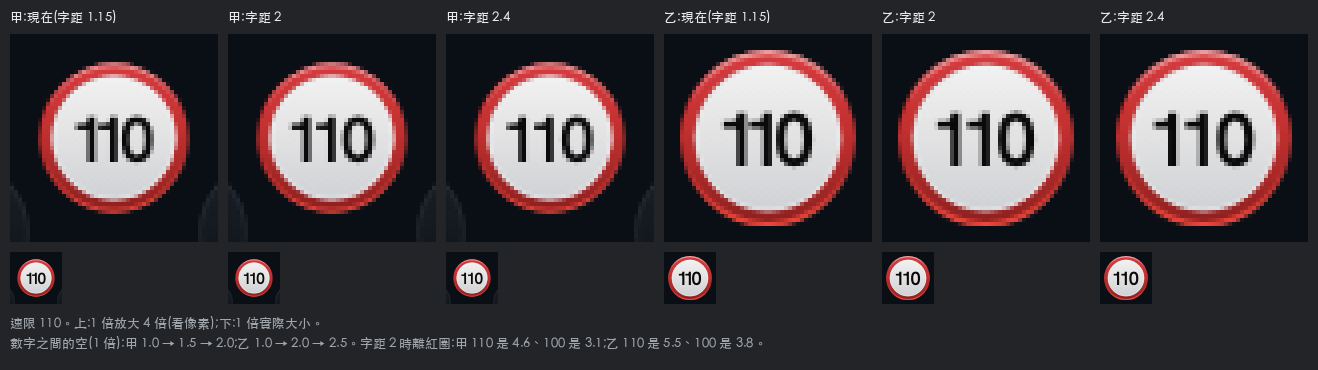 甲:現在(字距 1.15)
甲:字距 2
甲:字距 2.4
乙:現在(字距 1.15)
乙:字距 2
乙:字距 2.4
110
110
110
110
110
110
110
110
110
110
110
110
速限 110。上:1 倍放大 4 倍(看像素);下:1 倍實際大小。
數字之間的空(1 倍):甲 1.0 → 1.5 → 2.0;乙 1.0 → 2.0 → 2.5。字距 2 時離紅圈:甲 110 是 4.6、100 是 3.1;乙 110 是 5.5、100 是 3.8。